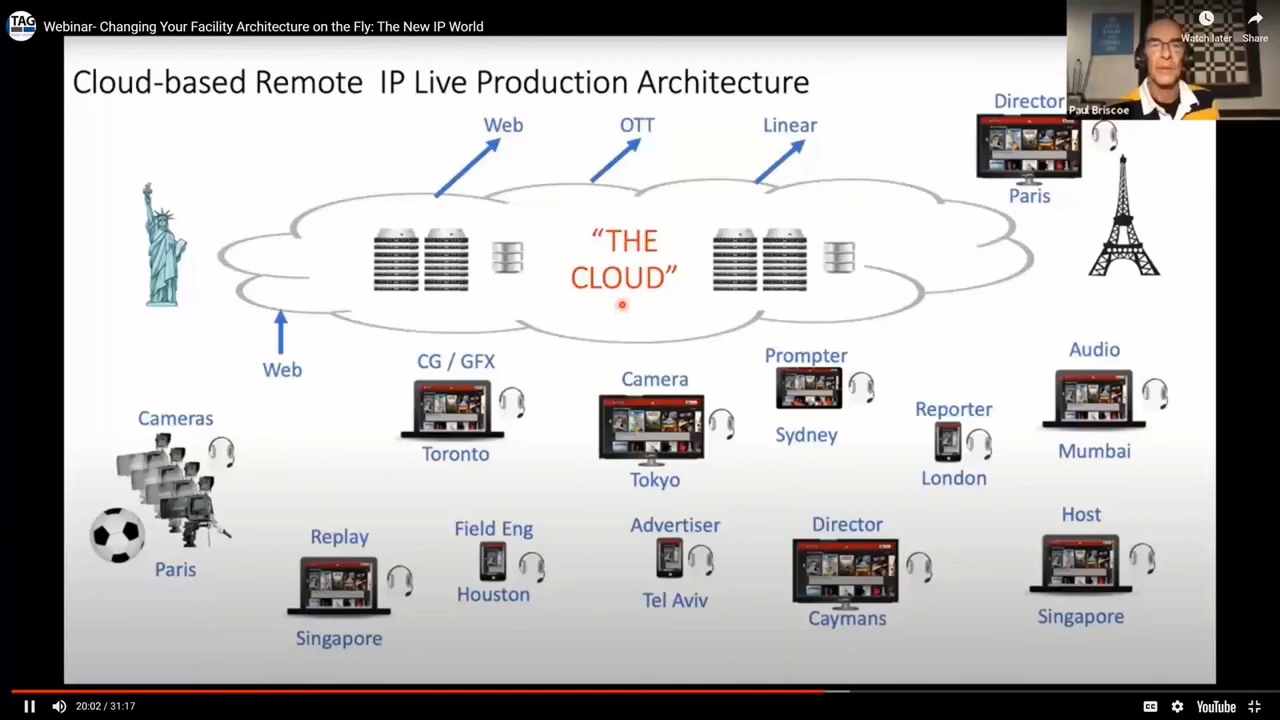 TAG
Webinar- Changing Your Facility Architecture on the Fly: The New IP World
Watch later
Share
Paul Briscoe
Cloud-based Remote IP Live Production Architecture
Web
OTT
Linear
Director
Paris
“THE
CLOUD”
Web
Cameras
Paris
CG / GFX
Toronto
Camera
Tokyo
Prompter
Sydney
Reporter
London
Audio
Mumbai
Replay
Singapore
Field Eng
Houston
Advertiser
Tel Aviv
Director
Caymans
Host
Singapore
20:02 / 31:17
CC
YouTube